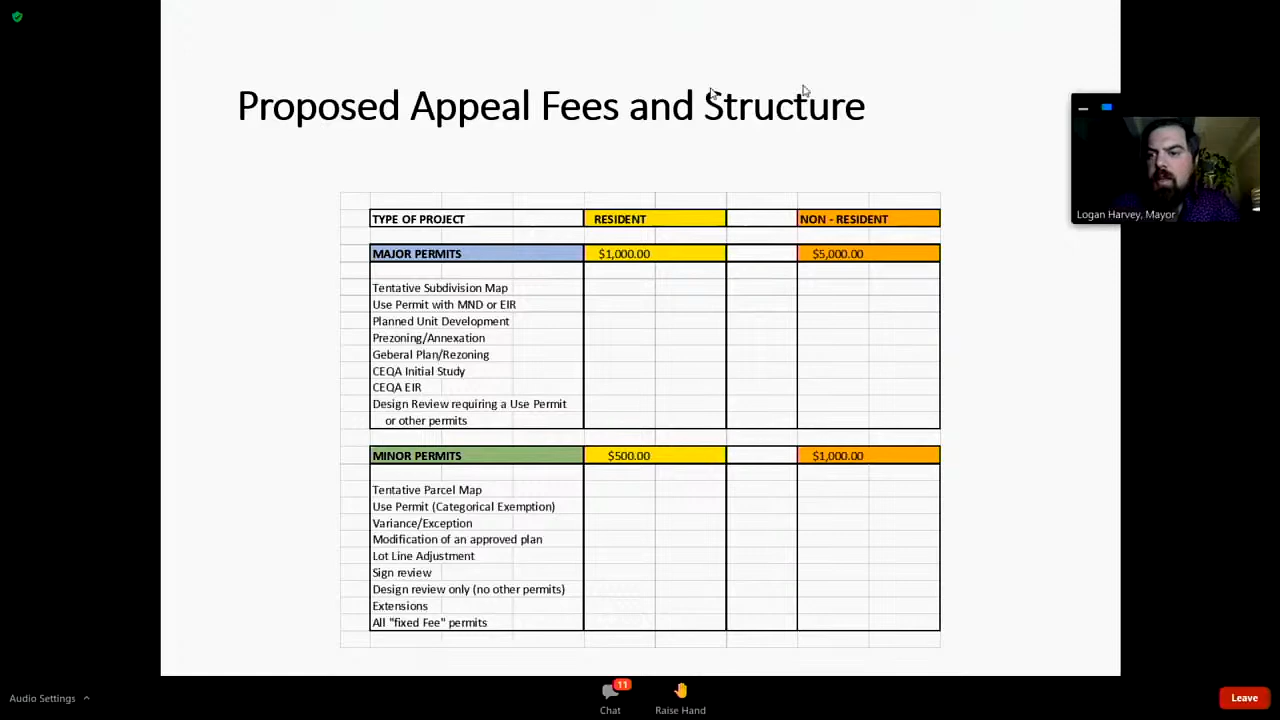 Proposed Appeal Fees and Structure
TYPE OF PROJECT RESIDENT NON - RESIDENT
MAJOR PERMITS $1,000.00 $5,000.00
Tentative Subdivision Map
Use Permit with MND or EIR
Planned Unit Development
Prezoning/Annexation
Geberal Plan/Rezoning
CEQA Initial Study
CEQA EIR
Design Review requiring a Use Permit
or other permits
MINOR PERMITS $500.00 $1,000.00
Tentative Parcel Map
Use Permit (Categorical Exemption)
Variance/Exception
Modification of an approved plan
Lot Line Adjustment
Sign review
Design review only (no other permits)
Extensions
All "fixed Fee" permits
Logan Harvey, Mayor
Audio Settings
11
Chat
Raise Hand
Leave